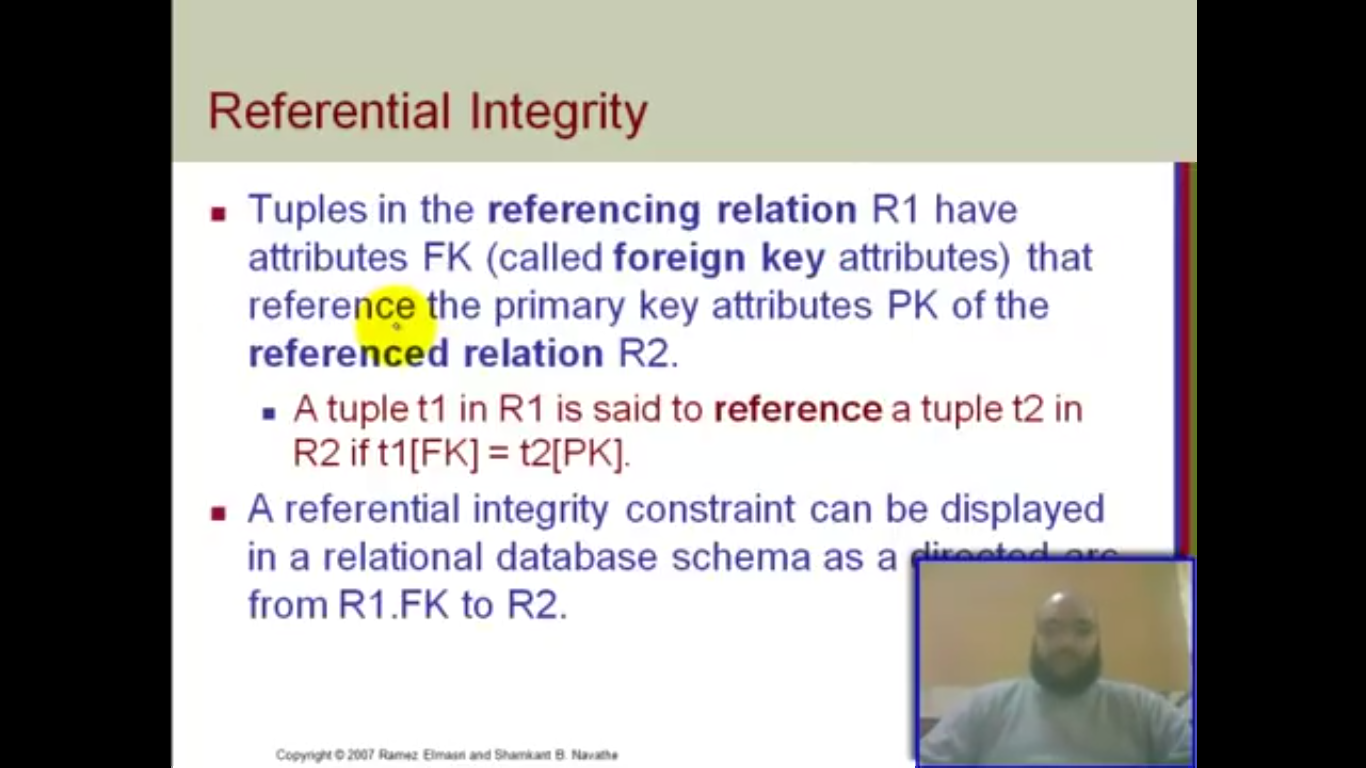 Referential Integrity
Tuples in the referencing relation R1 have
attributes FK (called foreign key attributes) that
reference the primary key attributes PK of the
referenced relation R2.
A tuple t1 in R1 is said to reference a tuple t2 in
R2 if t1[FK] = t2[PK].
A referential integrity constraint can be displayed
in a relational database schema as a directed arc
from R1.FK to R2.
Copyright © 2007 Ramez Elmasri and Shamkant B. Navathe